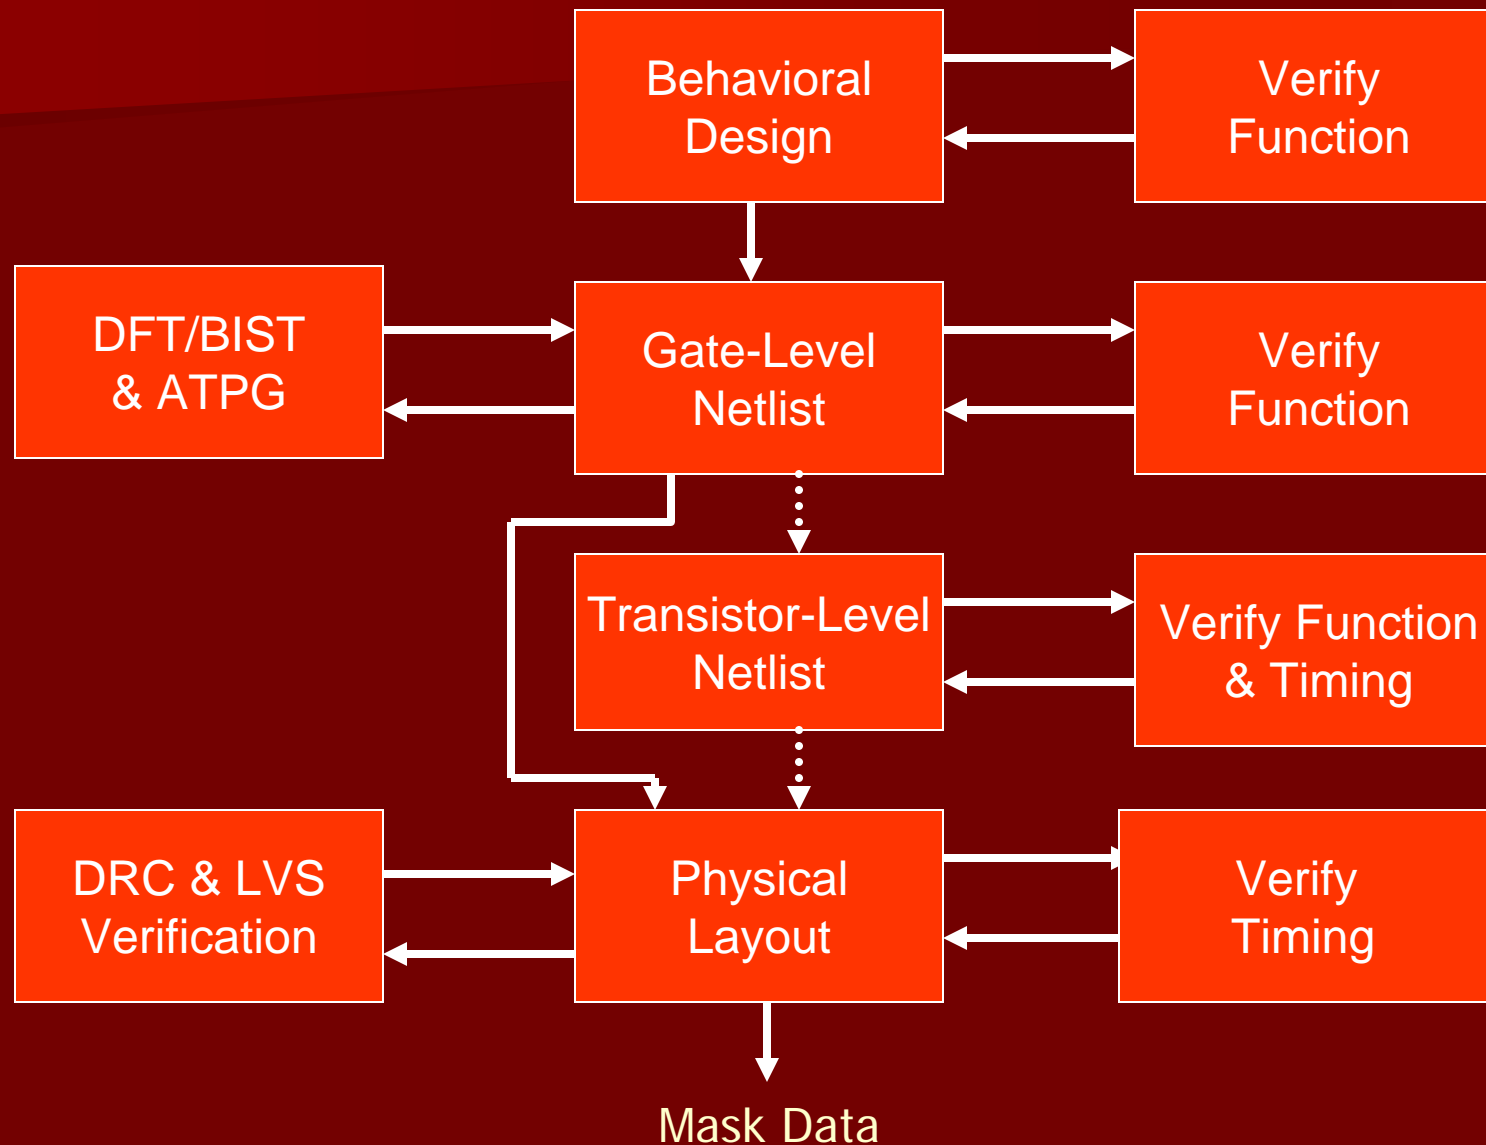 Behavioral
Design
Verify
Function
DFT/BIST
& ATPG
Gate-Level
Netlist
Verify
Function
Transistor-Level
Netlist
Verify Function
& Timing
DRC & LVS
Verification
Physical
Layout
Verify
Timing
Mask Data